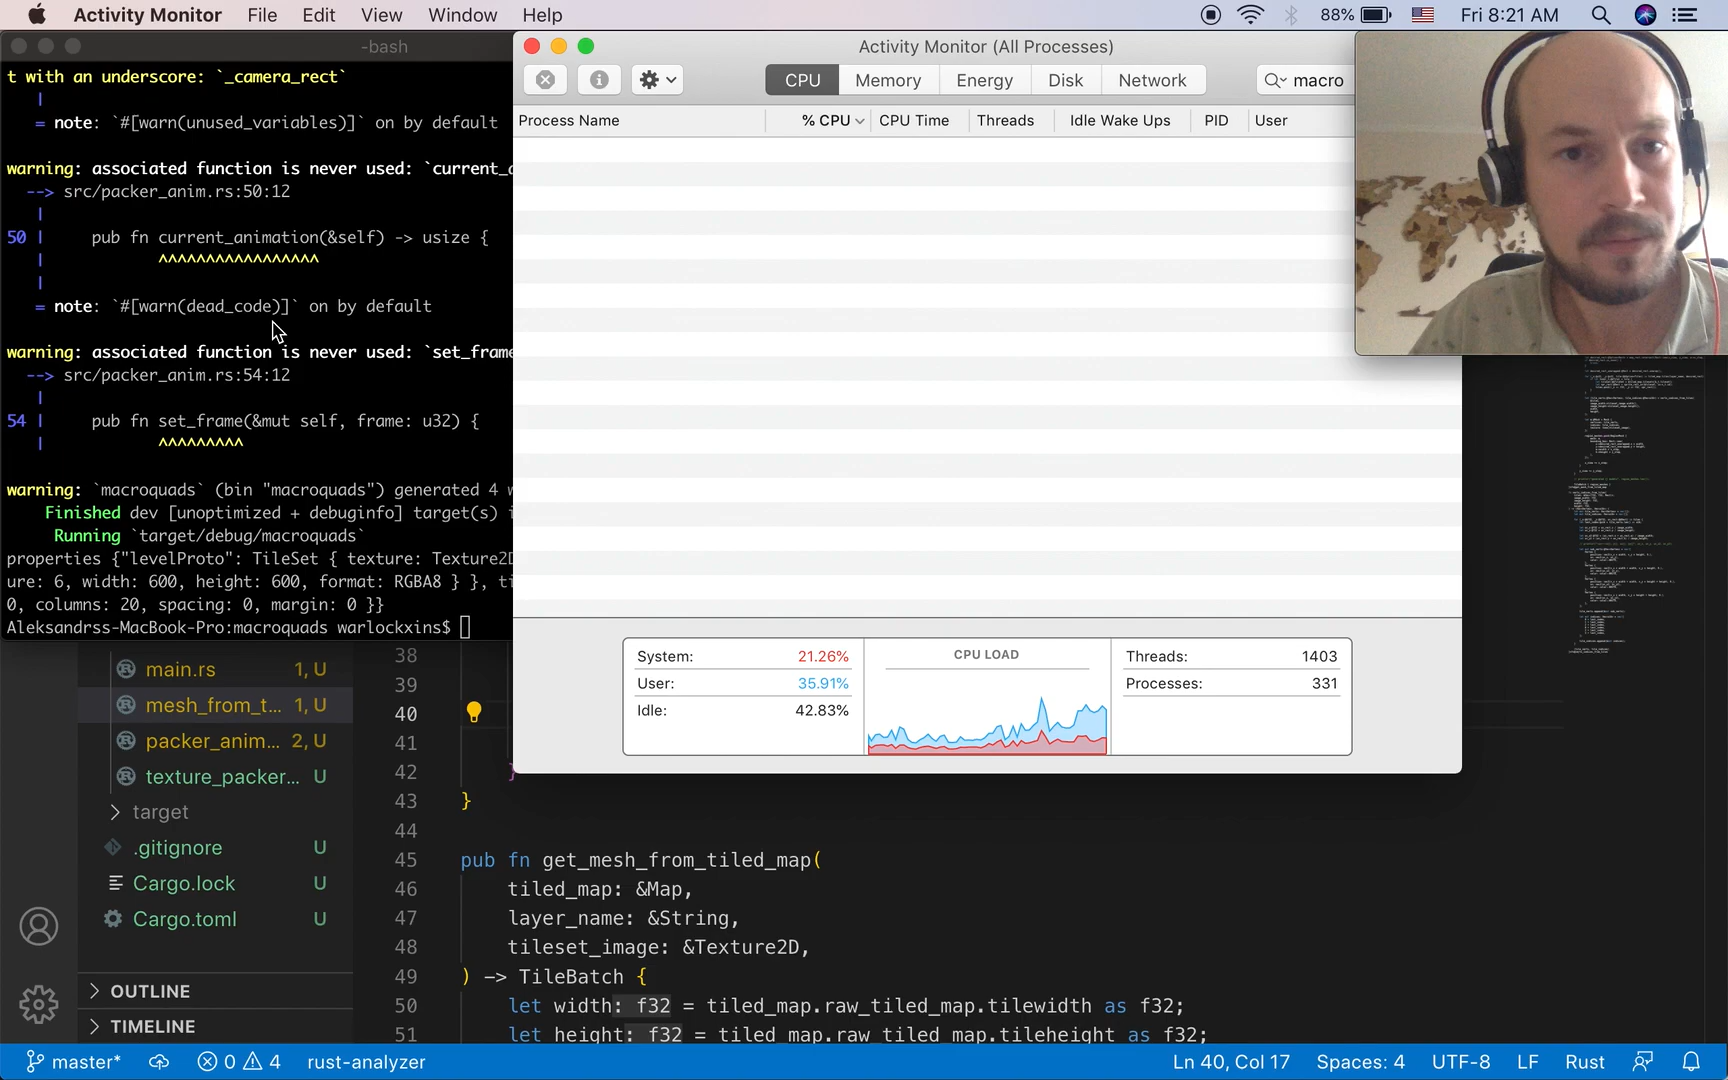 Activity Monitor File Edit View Window Help 88% Fri 8:21 AM
-bash
t with an underscore: `_camera_rect`
|
= note: `#[warn(unused_variables)]` on by default
warning: associated function is never used: `current_a
--> src/packer_anim.rs:50:12
|
50 | pub fn current_animation(&self) -> usize {
| ^^^^^^^^^^^^^^^^^
|
= note: `#[warn(dead_code)]` on by default
warning: associated function is never used: `set_frame
--> src/packer_anim.rs:54:12
|
54 | pub fn set_frame(&mut self, frame: u32) {
| ^^^^^^^^^
warning: `macroquads` (bin "macroquads") generated 4 w
Finished dev [unoptimized + debuginfo] target(s) i
Running `target/debug/macroquads`
properties {"levelProto": TileSet { texture: Texture2D
ure: 6, width: 600, height: 600, format: RGBA8 } }, ti
0, columns: 20, spacing: 0, margin: 0 }}
Aleksandrss-MacBook-Pro:macroquads warlockxins$
Activity Monitor (All Processes)
CPU Memory Energy Disk Network macro
Process Name % CPU CPU Time Threads Idle Wake Ups PID User
System: 21.26%
User: 35.91%
Idle: 42.83%
CPU LOAD
Threads: 1403
Processes: 331
main.rs 1, U
mesh_from_t... 1, U
packer_anim... 2, U
texture_packer... U
target
.gitignore U
Cargo.lock U
Cargo.toml U
OUTLINE
TIMELINE
38
39
40
41
42 }
43 }
44
45 pub fn get_mesh_from_tiled_map(
46 tiled_map: &Map,
47 layer_name: &String,
48 tileset_image: &Texture2D,
49 ) -> TileBatch {
50 let width: f32 = tiled_map.raw_tiled_map.tilewidth as f32;
51 let height: f32 = tiled_map.raw_tiled_map.tileheight as f32;
master* 0 4 rust-analyzer Ln 40, Col 17 Spaces: 4 UTF-8 LF Rust